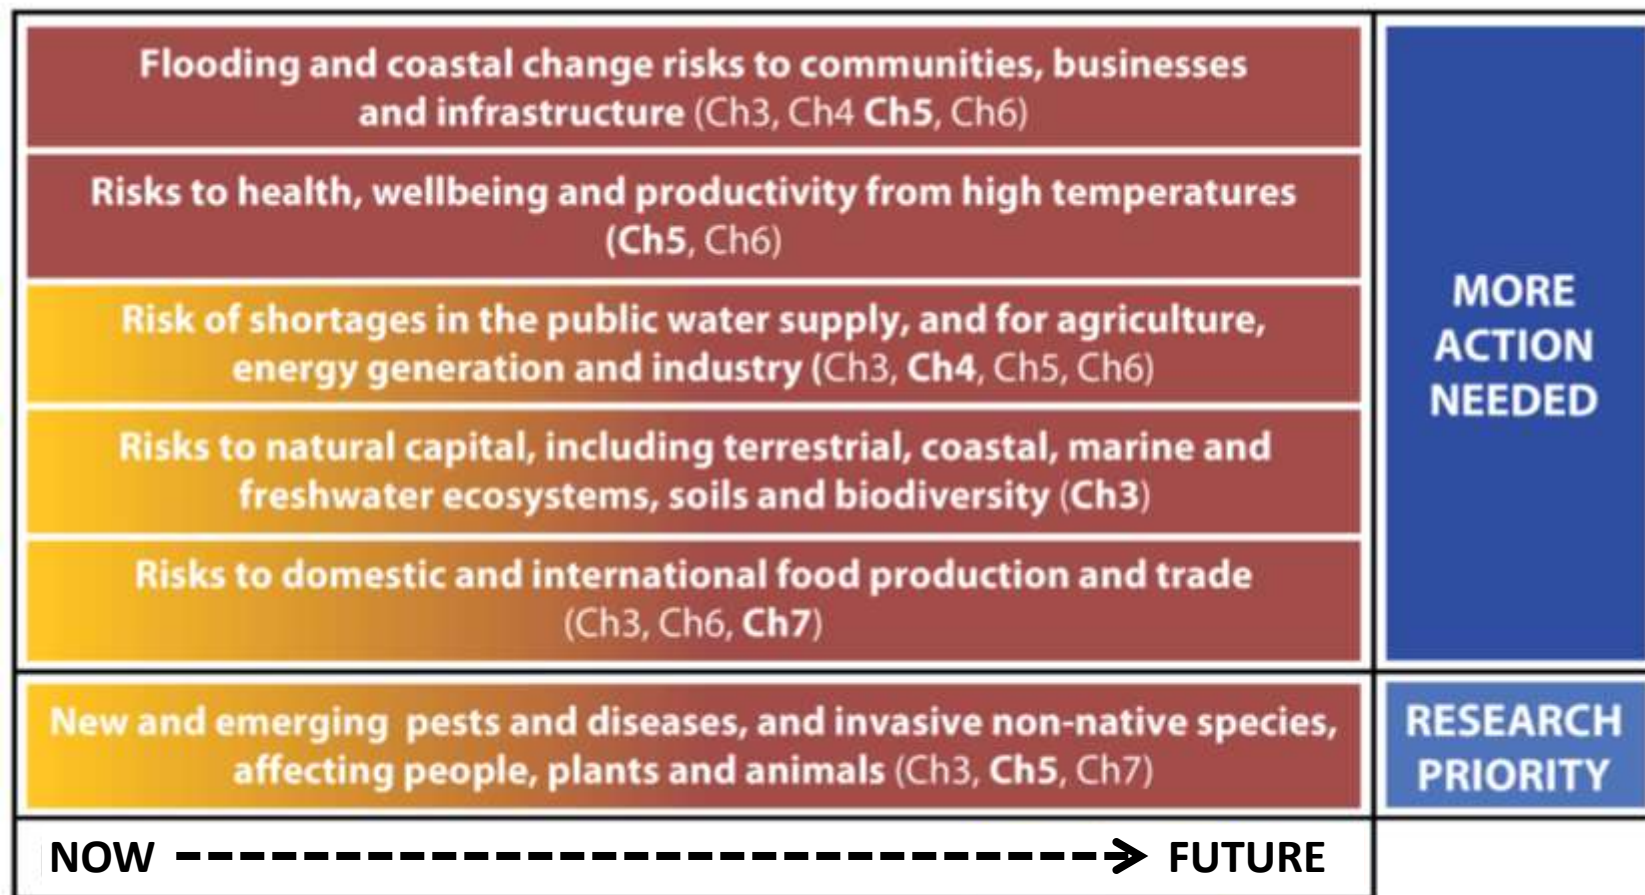 Flooding and coastal change risks to communities, businesses
and infrastructure (Ch3, Ch4 Ch5, Ch6)
Risks to health, wellbeing and productivity from high temperatures
(Ch5, Ch6)
Risk of shortages in the public water supply, and for agriculture,
energy generation and industry (Ch3, Ch4, Ch5, Ch6)
Risks to natural capital, including terrestrial, coastal, marine and
freshwater ecosystems, soils and biodiversity (Ch3)
Risks to domestic and international food production and trade
(Ch3, Ch6, Ch7)
MORE
ACTION
NEEDED
New and emerging pests and diseases, and invasive non-native species,
affecting people, plants and animals (Ch3, Ch5, Ch7)
RESEARCH
PRIORITY
NOW FUTURE